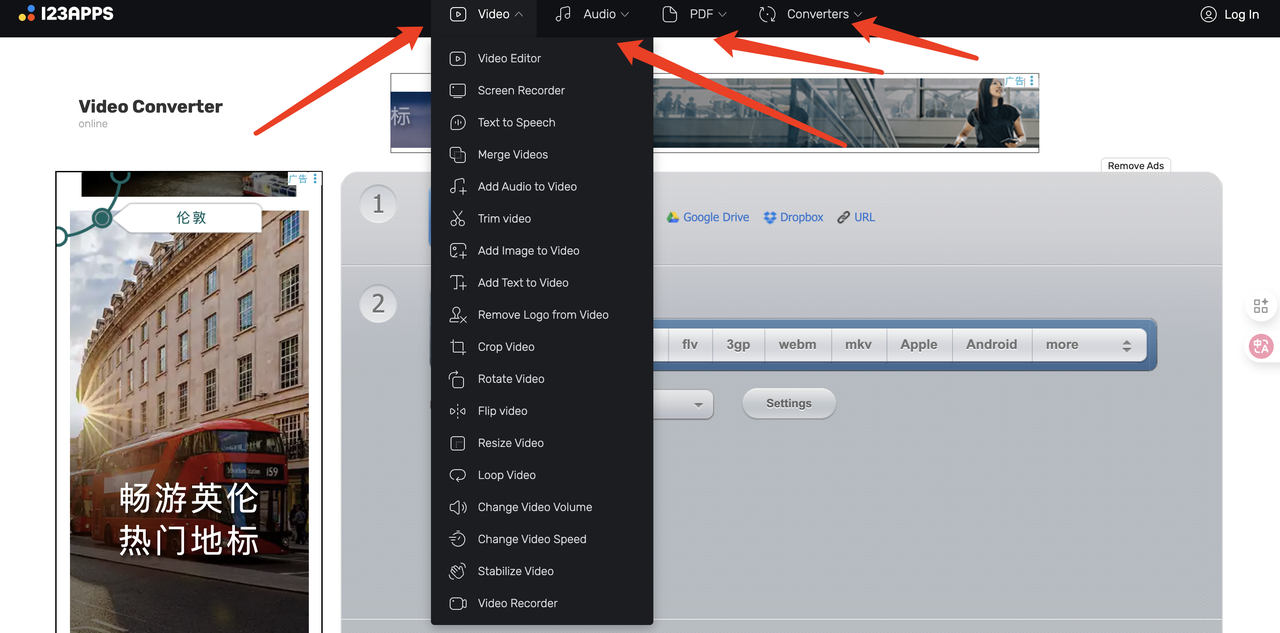 123APPS
Video
Audio
PDF
Converters
Log In
Video Converter
online
标
广告
Remove Ads
广告
伦敦
畅游英伦
热门地标
159
1
Google Drive
Dropbox
URL
2
flv
3gp
webm
mkv
Apple
Android
more
Settings
Video Editor
Screen Recorder
Text to Speech
Merge Videos
Add Audio to Video
Trim video
Add Image to Video
Add Text to Video
Remove Logo from Video
Crop Video
Rotate Video
Flip video
Resize Video
Loop Video
Change Video Volume
Change Video Speed
Stabilize Video
Video Recorder